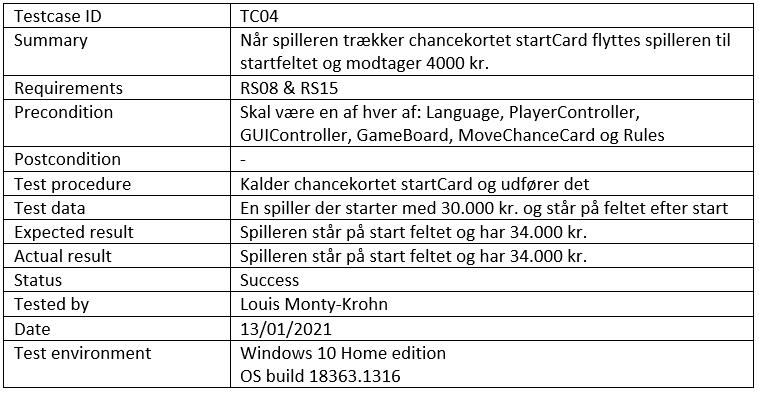 Testcase ID TC04
Summary Når spilleren trækker chancekortet startCard flyttes spilleren til
startfeltet og modtager 4000 kr.
Requirements RS08 & RS15
Precondition Skal være en af hver af: Language, PlayerController,
GUIController, GameBoard, MoveChanceCard og Rules
Postcondition -
Test procedure Kalder chancekortet startCard og udfører det
Test data En spiller der starter med 30.000 kr. og står på feltet efter start
Expected result Spilleren står på start feltet og har 34.000 kr.
Actual result Spilleren står på start feltet og har 34.000 kr.
Status Success
Tested by Louis Monty-Krohn
Date 13/01/2021
Test environment Windows 10 Home edition
OS build 18363.1316